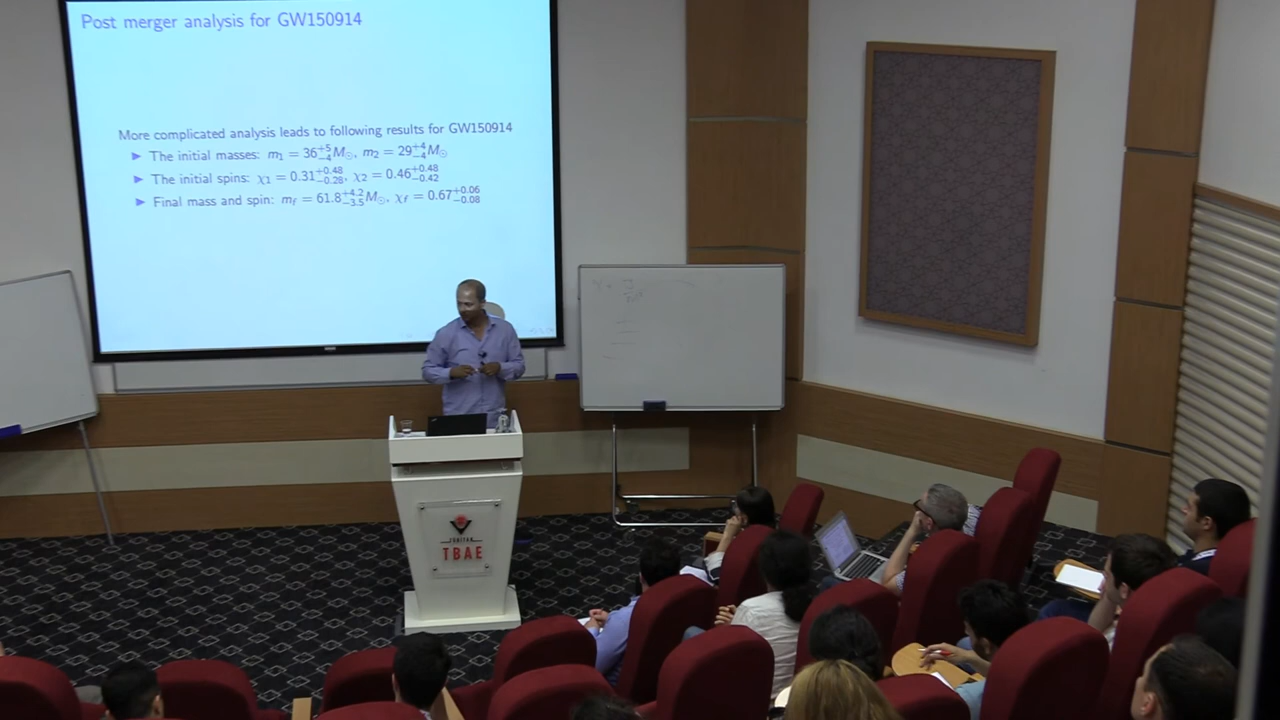 Post merger analysis for GW150914
More complicated analysis leads to following results for GW150914
▶ The initial masses: m₁ = 36⁺⁵₋₄M⊙, m₂ = 29⁺⁴₋₄M⊙
▶ The initial spins: χ₁ = 0.31⁺⁰·⁴⁸₋₀.₂₈, χ₂ = 0.46⁺⁰·⁴⁸₋₀.₄₂
▶ Final mass and spin: m_f = 61.8⁺⁴·²₋₃.₅M⊙, χ_f = 0.67⁺⁰·⁰⁶₋₀.₀₈
TÜBİTAK
TBAE